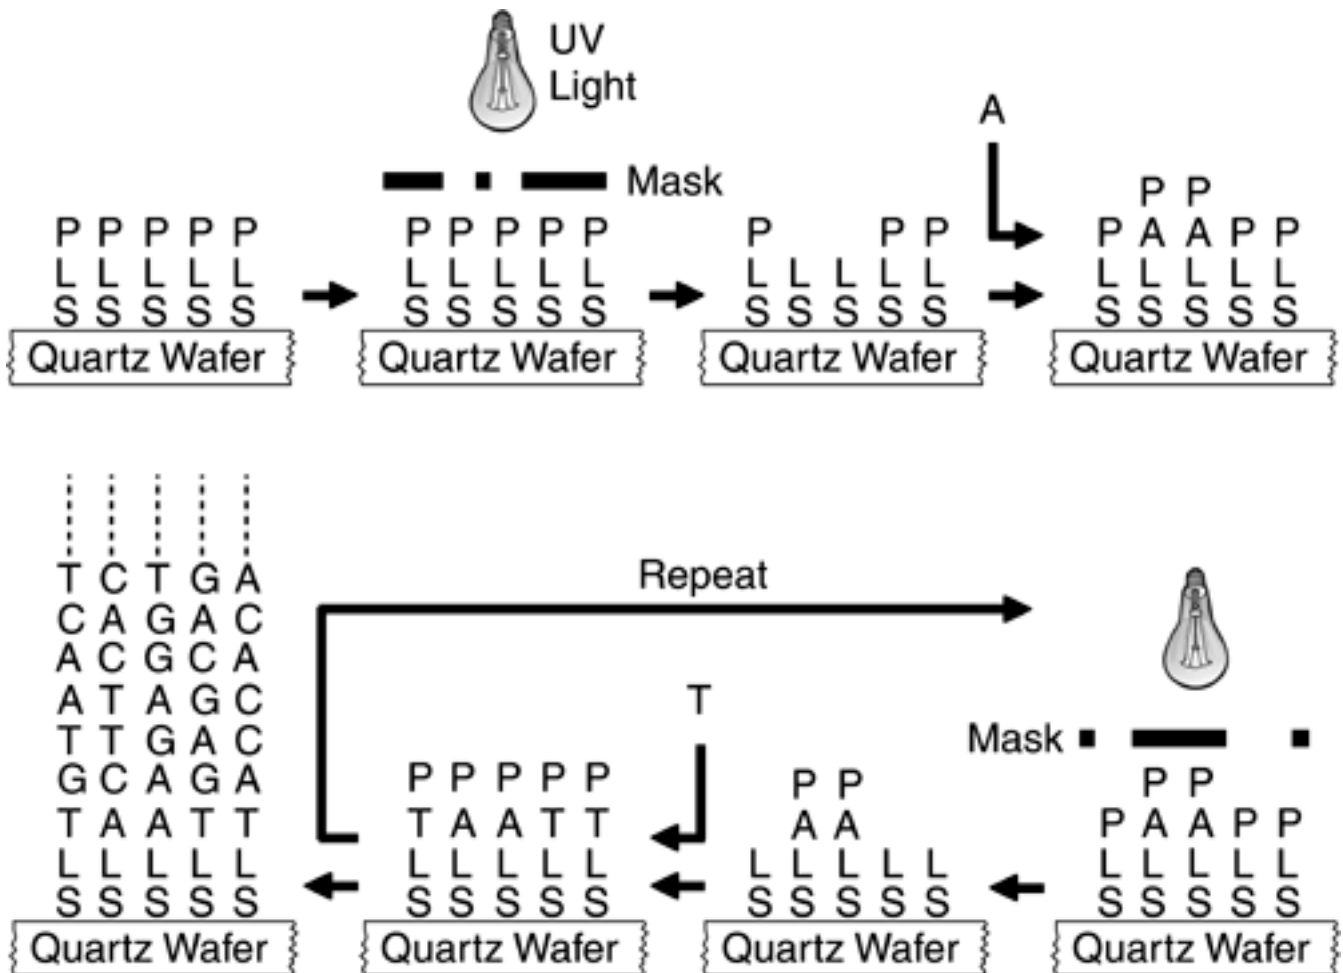 UV
Light
A
Mask
P P
P P P P P P P P P P P P P P A A P P
L L L L L L L L L L L L L L L L L L L L
S S S S S S S S S S S S S S S S S S S S
Quartz Wafer Quartz Wafer Quartz Wafer Quartz Wafer
T C T G A
C A G A C
A C G C A
A T A G C
T T G A C
G C A G A
T A A T T
L L L L L
S S S S S
Quartz Wafer
Repeat
T
P P P P P
T A A T T
L L L L L
S S S S S
Quartz Wafer
P P
A A
L L L L L
S S S S S
Quartz Wafer
Mask
P P
P A A P P
L L L L L
S S S S S
Quartz Wafer